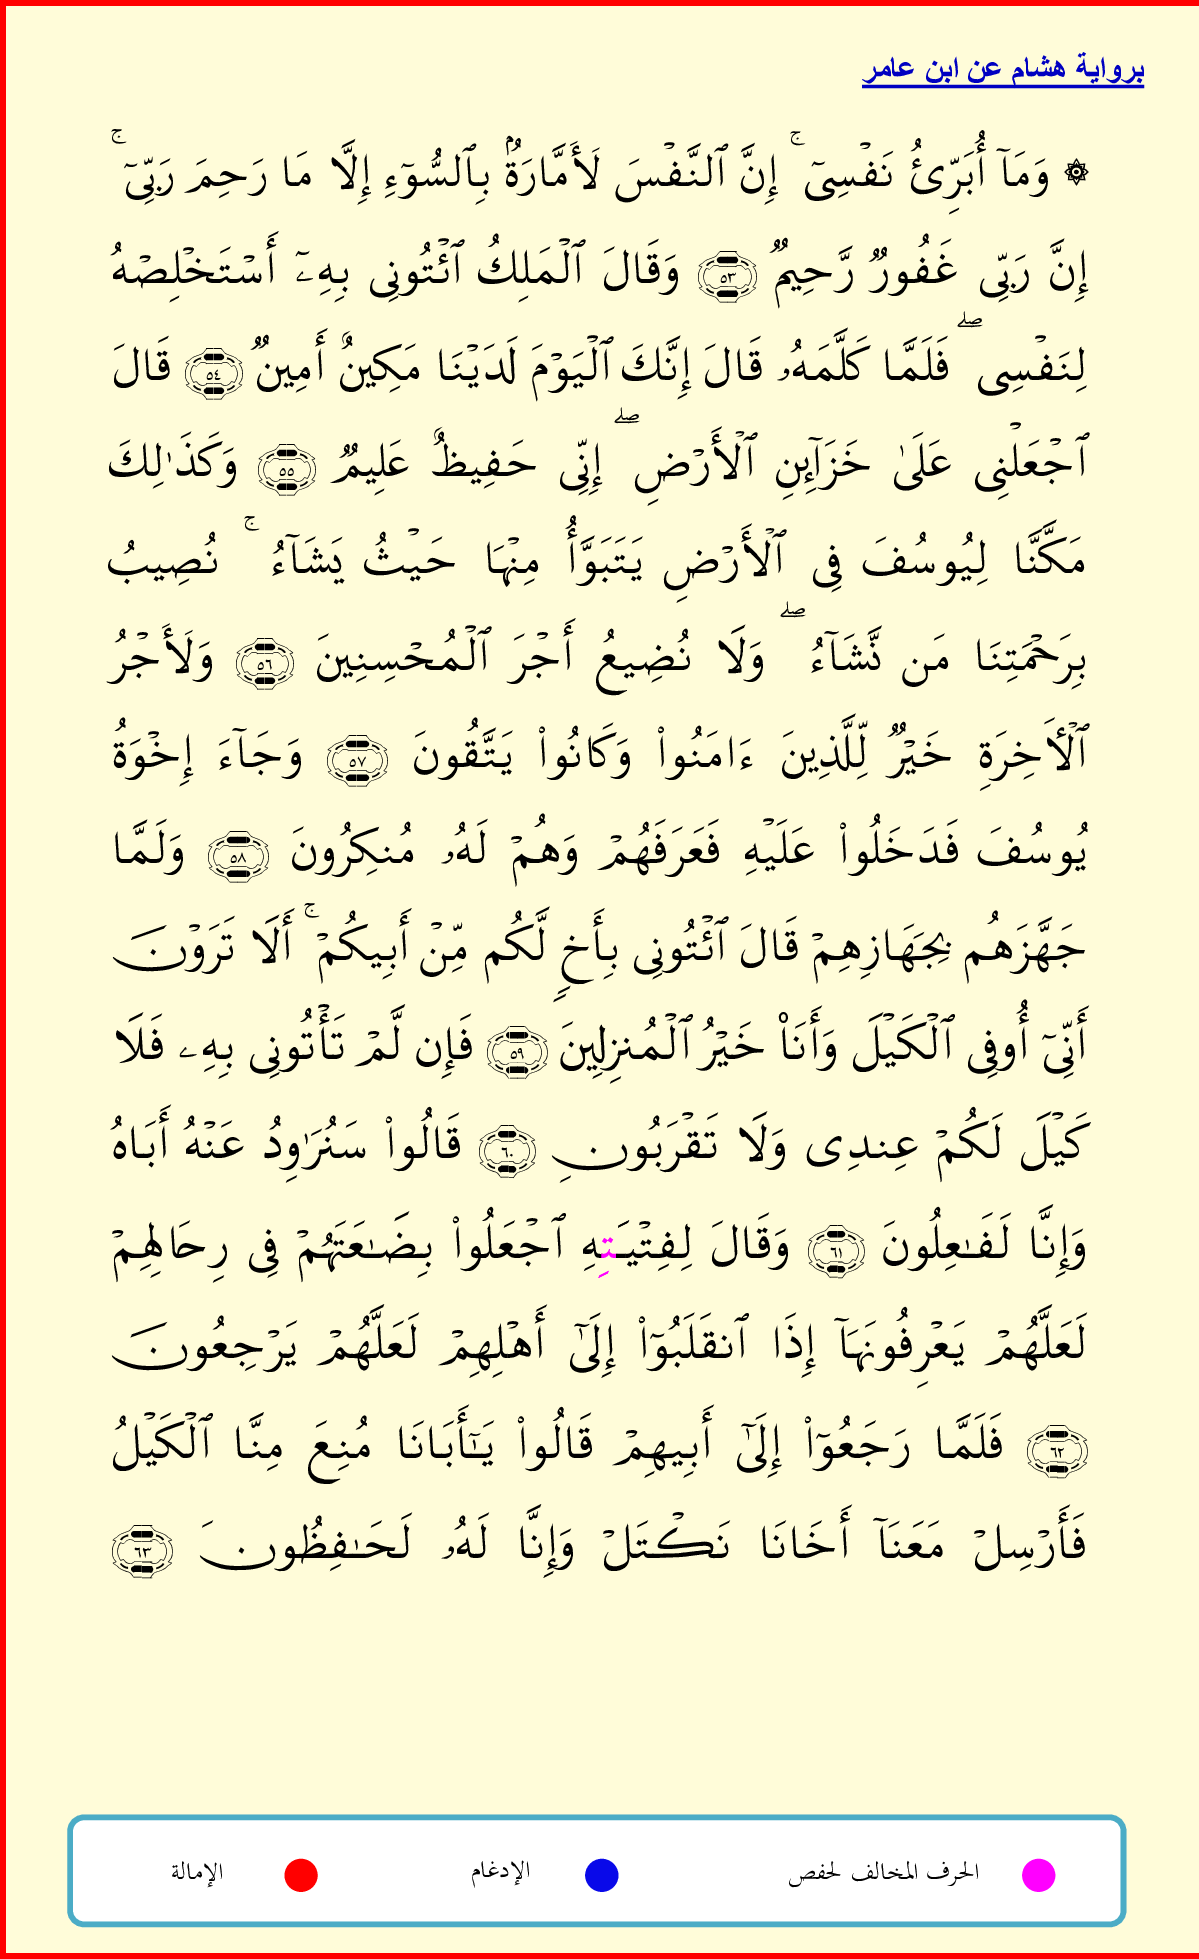 برواية هشام عن ابن عامر
۞ وَمَآ أُبَرِّئُ نَفۡسِيٓ ۚ إِنَّ ٱلنَّفۡسَ لَأَمَّارَةُۢ بِٱلسُّوٓءِ إِلَّا مَا رَحِمَ رَبِّيٓ ۚ
إِنَّ رَبِّي غَفُورٞ رَّحِيمٞ ٥٣ وَقَالَ ٱلۡمَلِكُ ٱئۡتُونِي بِهِۦٓ أَسۡتَخۡلِصۡهُ
لِنَفۡسِي ۖ فَلَمَّا كَلَّمَهُۥ قَالَ إِنَّكَ ٱلۡيَوۡمَ لَدَيۡنَا مَكِينٌ أَمِينٞ ٥٤ قَالَ
ٱجۡعَلۡنِي عَلَىٰ خَزَآئِنِ ٱلۡأَرۡضِ ۖ إِنِّي حَفِيظٌ عَلِيمٞ ٥٥ وَكَذَٰلِكَ
مَكَّنَّا لِيُوسُفَ فِي ٱلۡأَرۡضِ يَتَبَوَّأُ مِنۡهَا حَيۡثُ يَشَآءُ ۚ نُصِيبُ
بِرَحۡمَتِنَا مَن نَّشَآءُ ۖ وَلَا نُضِيعُ أَجۡرَ ٱلۡمُحۡسِنِينَ ٥٦ وَلَأَجۡرُ
ٱلۡأٓخِرَةِ خَيۡرٞ لِّلَّذِينَ ءَامَنُواْ وَكَانُواْ يَتَّقُونَ ٥٧ وَجَآءَ إِخۡوَةُ
يُوسُفَ فَدَخَلُواْ عَلَيۡهِ فَعَرَفَهُمۡ وَهُمۡ لَهُۥ مُنكِرُونَ ٥٨ وَلَمَّا
جَهَّزَهُم بِجَهَازِهِمۡ قَالَ ٱئۡتُونِي بِأَخٖ لَّكُم مِّنۡ أَبِيكُمۡ ۚ أَلَا تَرَوۡنَ
أَنِّيٓ أُوفِي ٱلۡكَيۡلَ وَأَنَا۠ خَيۡرُ ٱلۡمُنزِلِينَ ٥٩ فَإِن لَّمۡ تَأۡتُونِي بِهِۦ فَلَا
كَيۡلَ لَكُمۡ عِندِي وَلَا تَقۡرَبُونِ ٦٠ قَالُواْ سَنُرَٰوِدُ عَنۡهُ أَبَاهُ
وَإِنَّا لَفَٰعِلُونَ ٦١ وَقَالَ لِفِتۡيَتِهِ ٱجۡعَلُواْ بِضَٰعَتَهُمۡ فِي رِحَالِهِمۡ
لَعَلَّهُمۡ يَعۡرِفُونَهَآ إِذَا ٱنقَلَبُوٓاْ إِلَىٰٓ أَهۡلِهِمۡ لَعَلَّهُمۡ يَرۡجِعُونَ
٦٢ فَلَمَّا رَجَعُوٓاْ إِلَىٰٓ أَبِيهِمۡ قَالُواْ يَٰٓأَبَانَا مُنِعَ مِنَّا ٱلۡكَيۡلُ
فَأَرۡسِلۡ مَعَنَآ أَخَانَا نَكۡتَلۡ وَإِنَّا لَهُۥ لَحَٰفِظُونَ ٦٣
الحرف المخالف لحفص الإدغام الإمالة